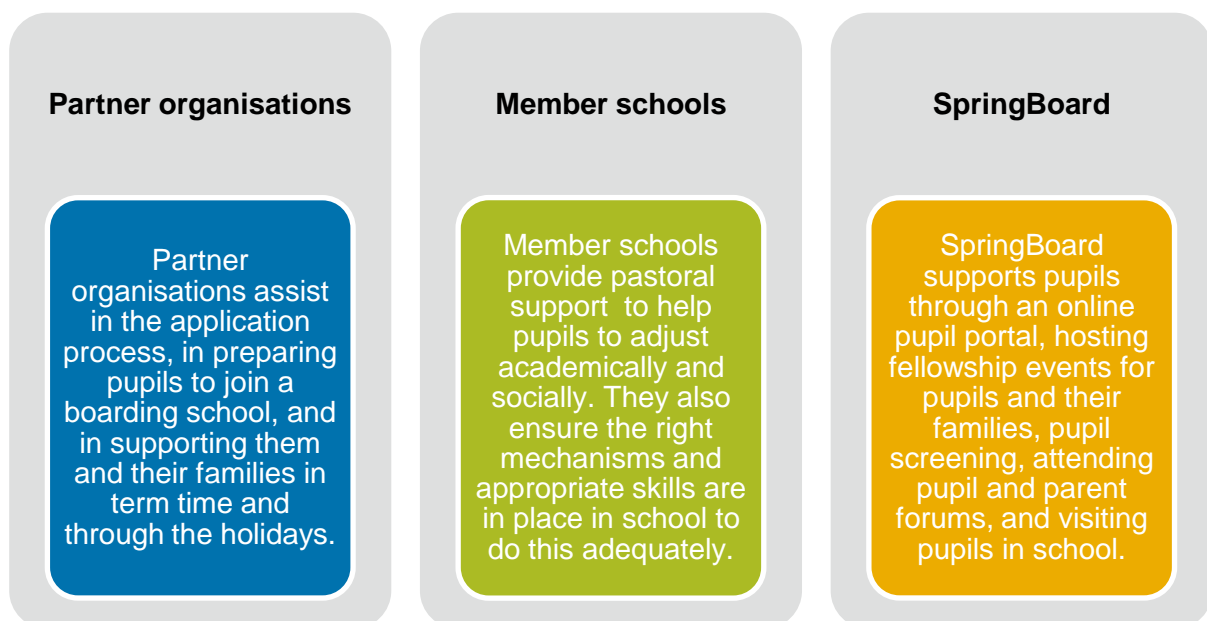 Partner organisations
Partner
organisations assist
in the application
process, in preparing
pupils to join a
boarding school, and
in supporting them
and their families in
term time and
through the holidays.
Member schools
Member schools
provide pastoral
support  to help
pupils to adjust
academically and
socially. They also
ensure the right
mechanisms and
appropriate skills are
in place in school to
do this adequately.
SpringBoard
SpringBoard
supports pupils
through an online
pupil portal, hosting
fellowship events for
pupils and their
families, pupil
screening, attending
pupil and parent
forums, and visiting
pupils in school.